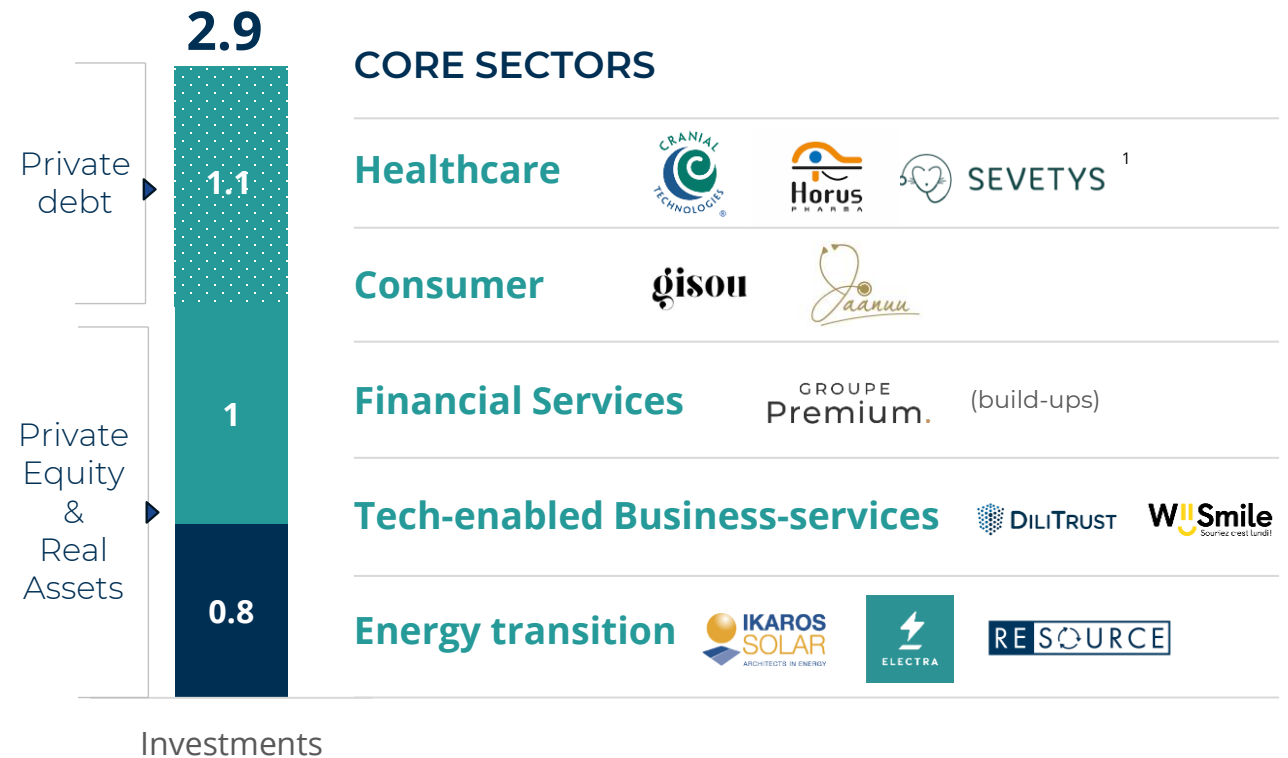 2.9
Private
debt
1.1
Private
Equity
&
Real
Assets
1
0.8
Investments
CORE SECTORS
Healthcare
CRANIAL
TECHNOLOGIES
®
Horus
PHARMA
SEVETYS
1
Consumer
gisou
Jaanuu
Financial Services
GROUPE
Premium.
(build-ups)
Tech-enabled Business-services
DILITRUST
WiiSmile
Souriez c'est lundi!
Energy transition
IKAROS
SOLAR
ARCHITECTS IN ENERGY
ELECTRA
RESOURCE